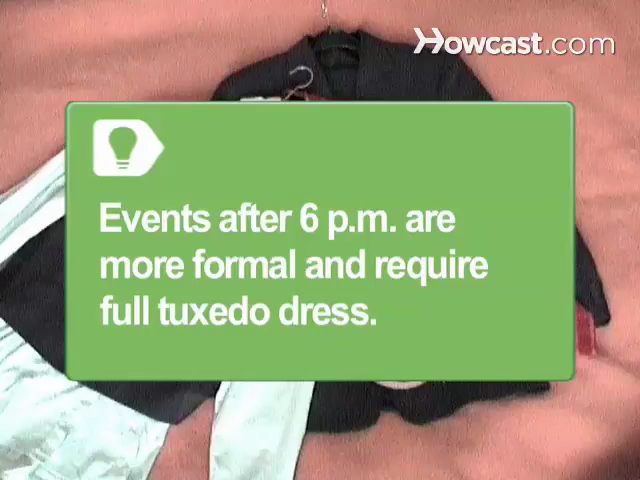 Howcast.com
Events after 6 p.m. are
more formal and require
full tuxedo dress.